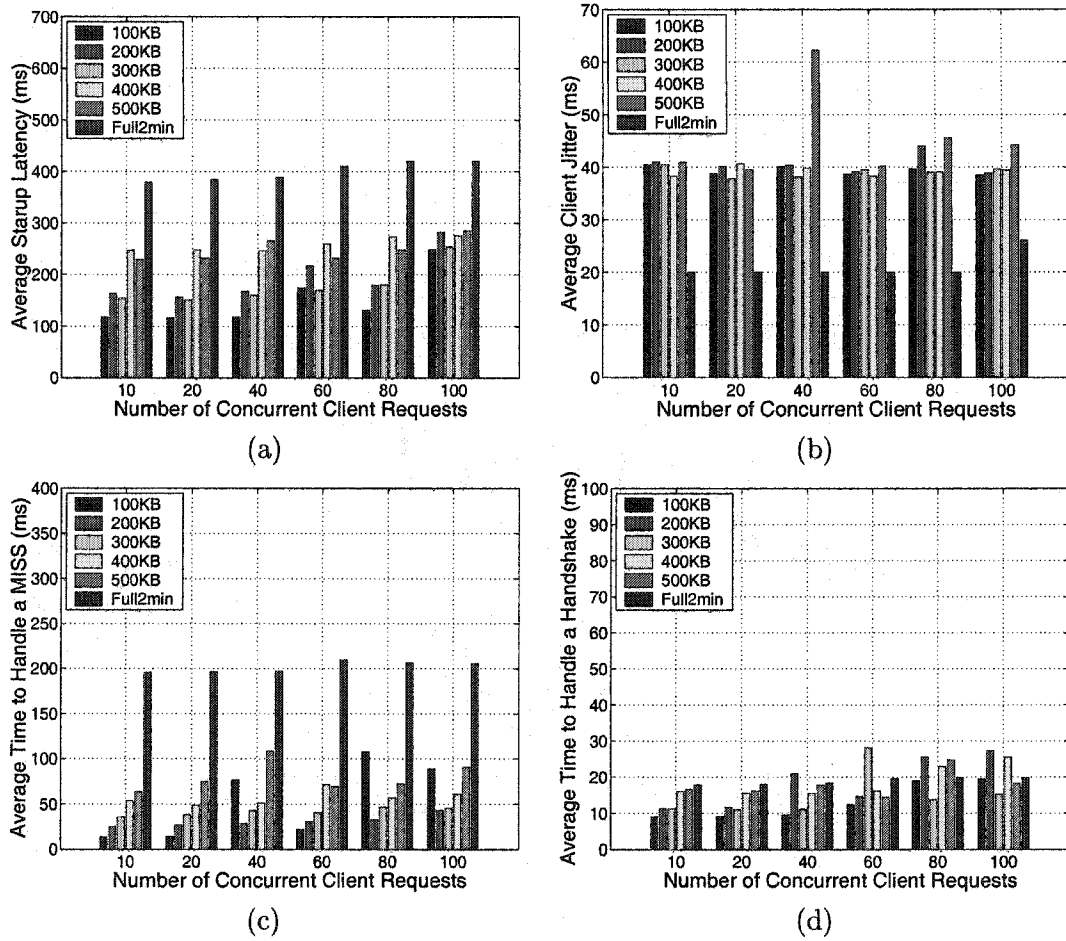 700
600
500
400
300
200
100
0
Average Starup Latency (ms)
100KB
200KB
300KB
400KB
500KB
Full2min
10 20 40 60 80 100
Number of Concurrent Client Requests
(a)
70
60
50
40
30
20
10
0
Average Client Jitter (ms)
100KB
200KB
300KB
400KB
500KB
Full2min
10 20 40 60 80 100
Number of Concurrent Client Requests
(b)
400
350
300
250
200
150
100
50
0
Average Time to Handle a MISS (ms)
100KB
200KB
300KB
400KB
500KB
Full2min
10 20 40 60 80 100
Number of Concurrent Client Requests
(c)
100
90
80
70
60
50
40
30
20
10
0
Average Time to Handle a Handshake (ms)
100KB
200KB
300KB
400KB
500KB
Full2min
10 20 40 60 80 100
Number of Concurrent Client Requests
(d)